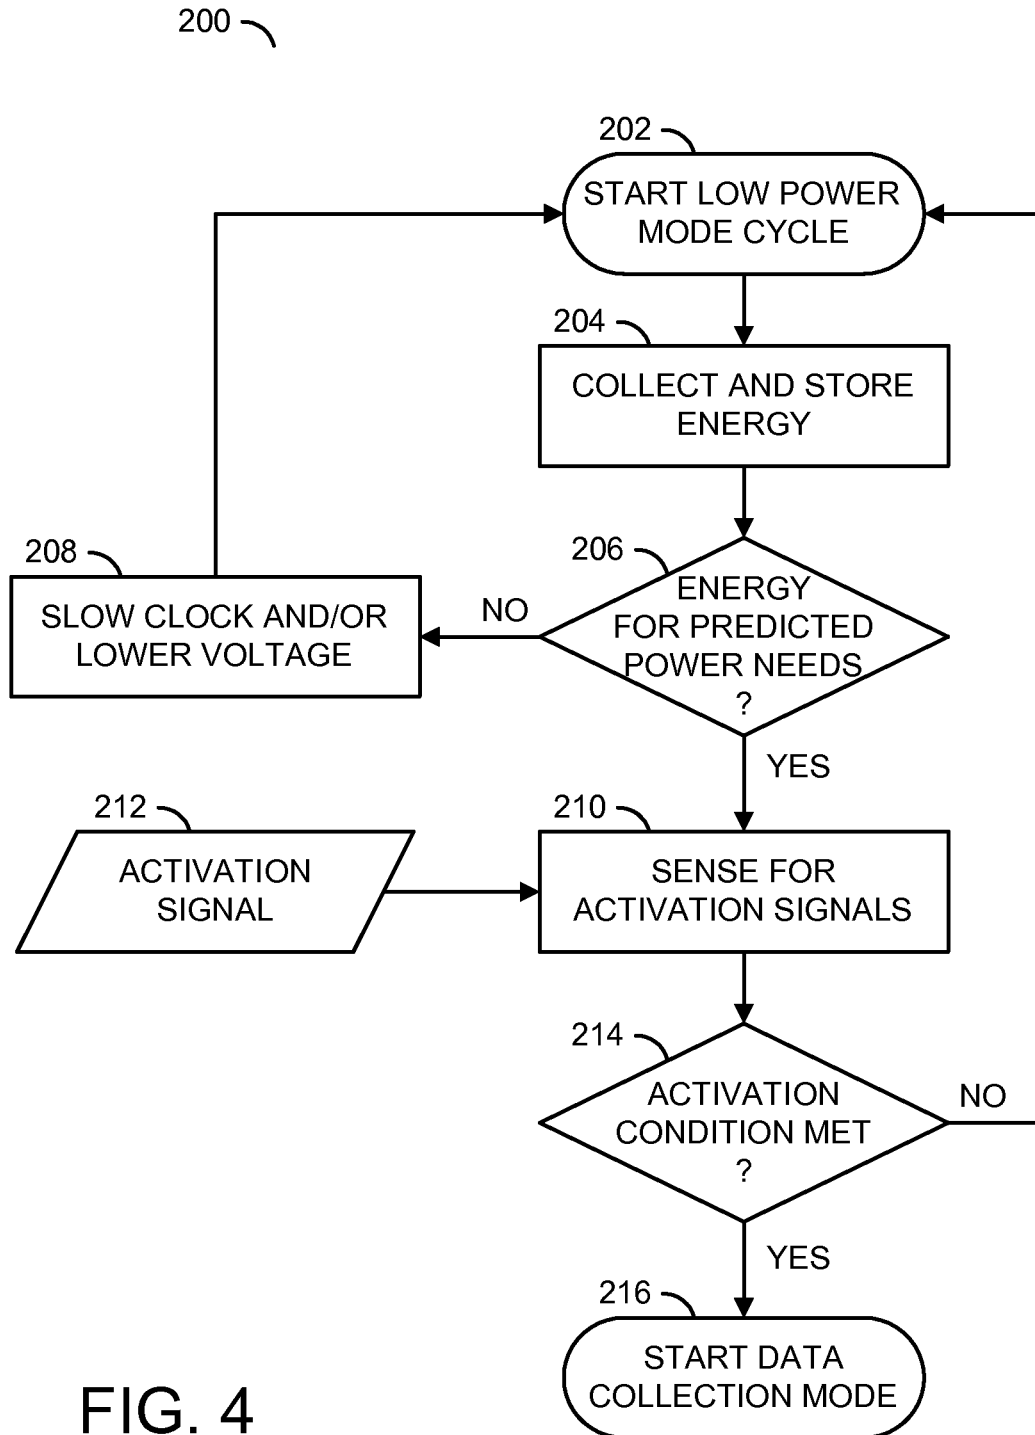 200
202
START LOW POWER
MODE CYCLE
204
COLLECT AND STORE
ENERGY
206
ENERGY
FOR PREDICTED
POWER NEEDS
?
208
SLOW CLOCK AND/OR
LOWER VOLTAGE
NO
YES
212
ACTIVATION
SIGNAL
210
SENSE FOR
ACTIVATION SIGNALS
214
ACTIVATION
CONDITION MET
?
NO
YES
216
START DATA
COLLECTION MODE
FIG. 4